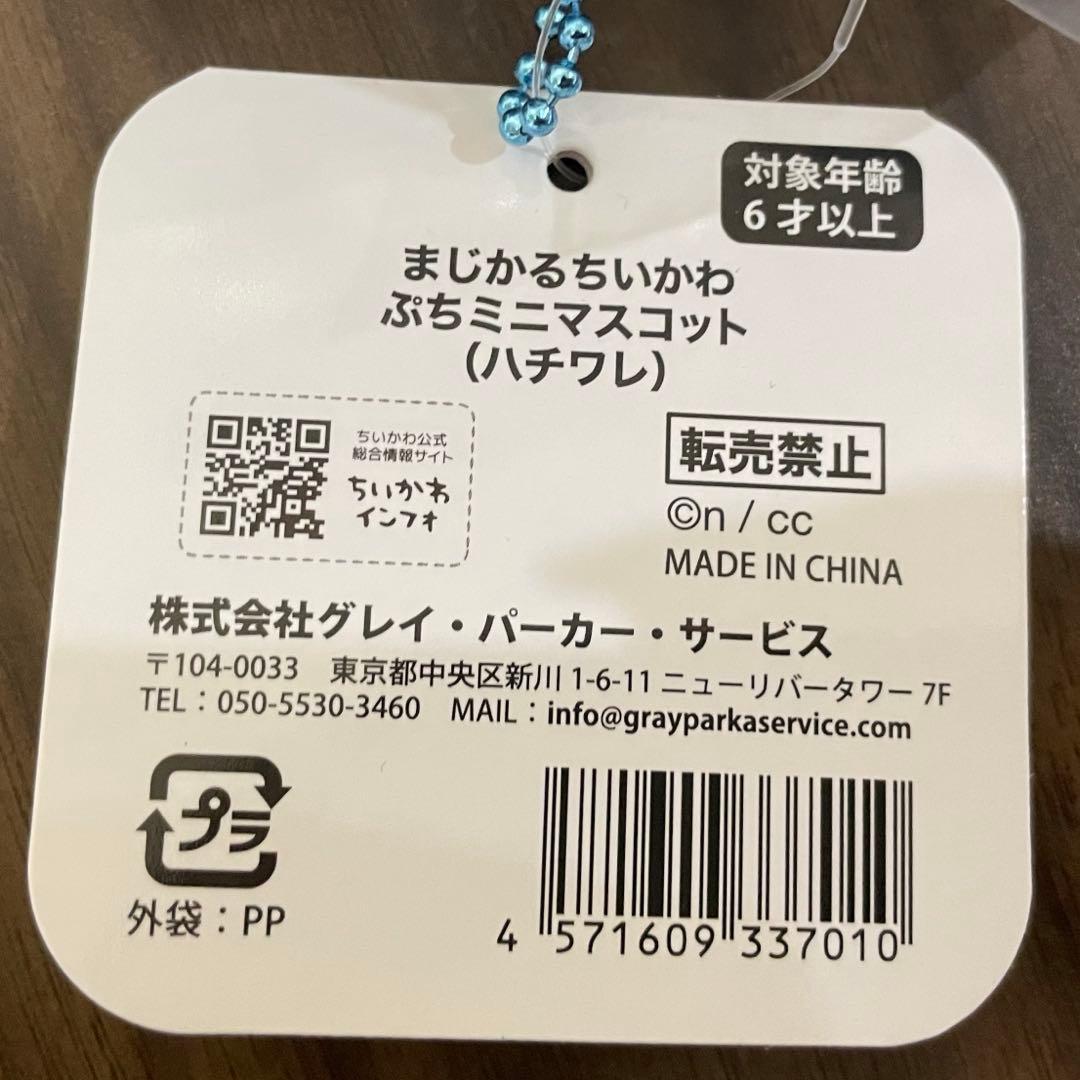 対象年齢
6才以上
まじかるちいかわ
ぷちミニマスコット
(ハチワレ)
ちいかわ公式
総合情報サイト
ちいかわ
インフォ
転売禁止
©n / cc
MADE IN CHINA
株式会社グレイ・パーカー・サービス
〒104-0033 東京都中央区新川 1-6-11 ニューリバータワー 7F
TEL：050-5530-3460 MAIL：info@grayparkaservice.com
プラ
外袋：PP
4 571609 337010